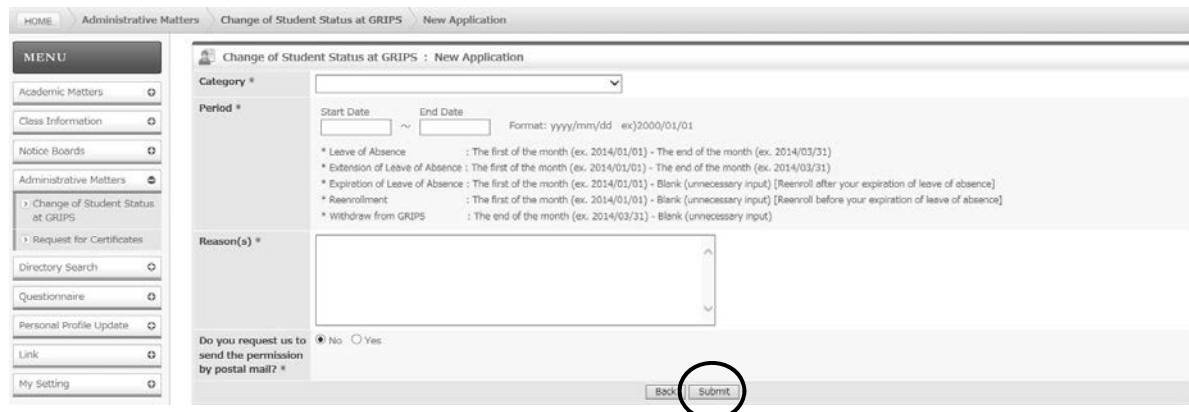 HOME Administrative Matters Change of Student Status at GRIPS New Application
MENU
Academic Matters
Class Information
Notice Boards
Administrative Matters
Change of Student Status
at GRIPS
Request for Certificates
Directory Search
Questionnaire
Personal Profile Update
Link
My Setting
Change of Student Status at GRIPS : New Application
Category *
Period *
Start Date End Date
~ Format: yyyy/mm/dd ex)2000/01/01
* Leave of Absence : The first of the month (ex. 2014/01/01) - The end of the month (ex. 2014/03/31)
* Extension of Leave of Absence : The first of the month (ex. 2014/01/01) - The end of the month (ex. 2014/03/31)
* Expiration of Leave of Absence : The first of the month (ex. 2014/01/01) - Blank (unnecessary input) [Reenroll after your expiration of leave of absence]
* Reenrollment : The first of the month (ex. 2014/01/01) - Blank (unnecessary input) [Reenroll before your expiration of leave of absence]
* Withdraw from GRIPS : The end of the month (ex. 2014/03/31) - Blank (unnecessary input)
Reason(s) *
Do you request us to
send the permission
by postal mail? *
No Yes
Back Submit